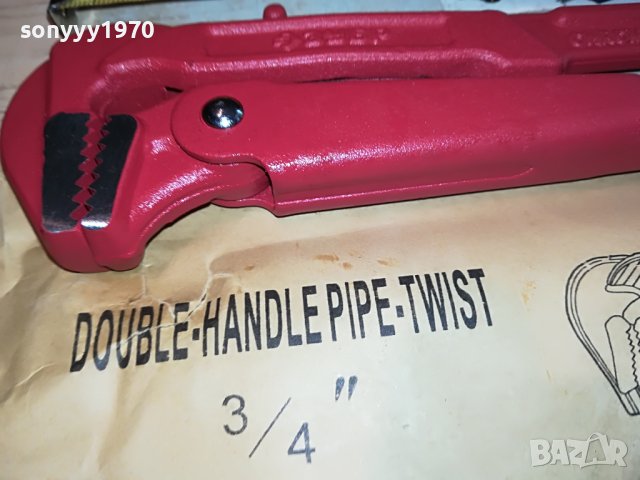 sonyyy1970
DOUBLE-HANDLE PIPE-TWIST
3/4"
BAZAR